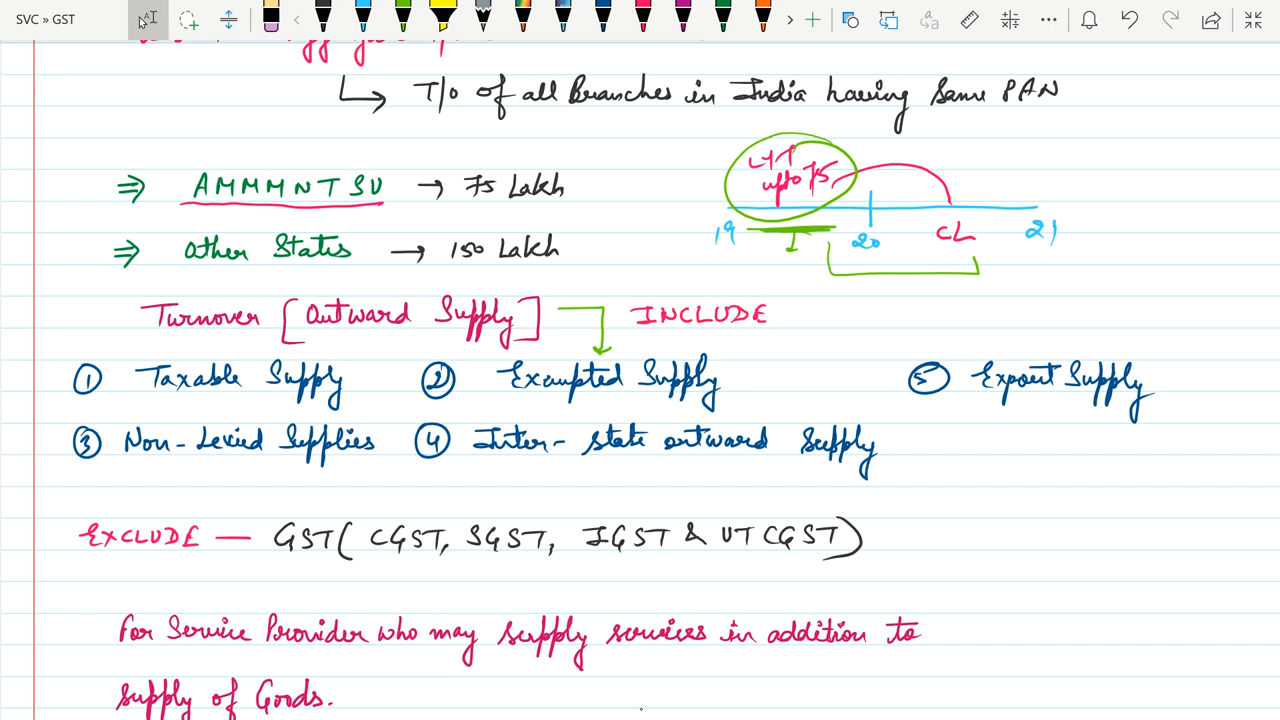 SVC » GST
T/O of all Branches in India having Same PAN
⇒ AMMMNTSU → 75 Lakh
upto 75
19 20 CL 21
⇒ Other States → 150 Lakh
Turnover [Outward Supply] INCLUDE
① Taxable Supply ② Exempted Supply ⑤ Export Supply
③ Non-Levied Supplies ④ Inter-State outward Supply
EXCLUDE — GST( CGST, SGST, IGST & UTCGST)
For Service Provider who may supply services in addition to
supply of Goods.